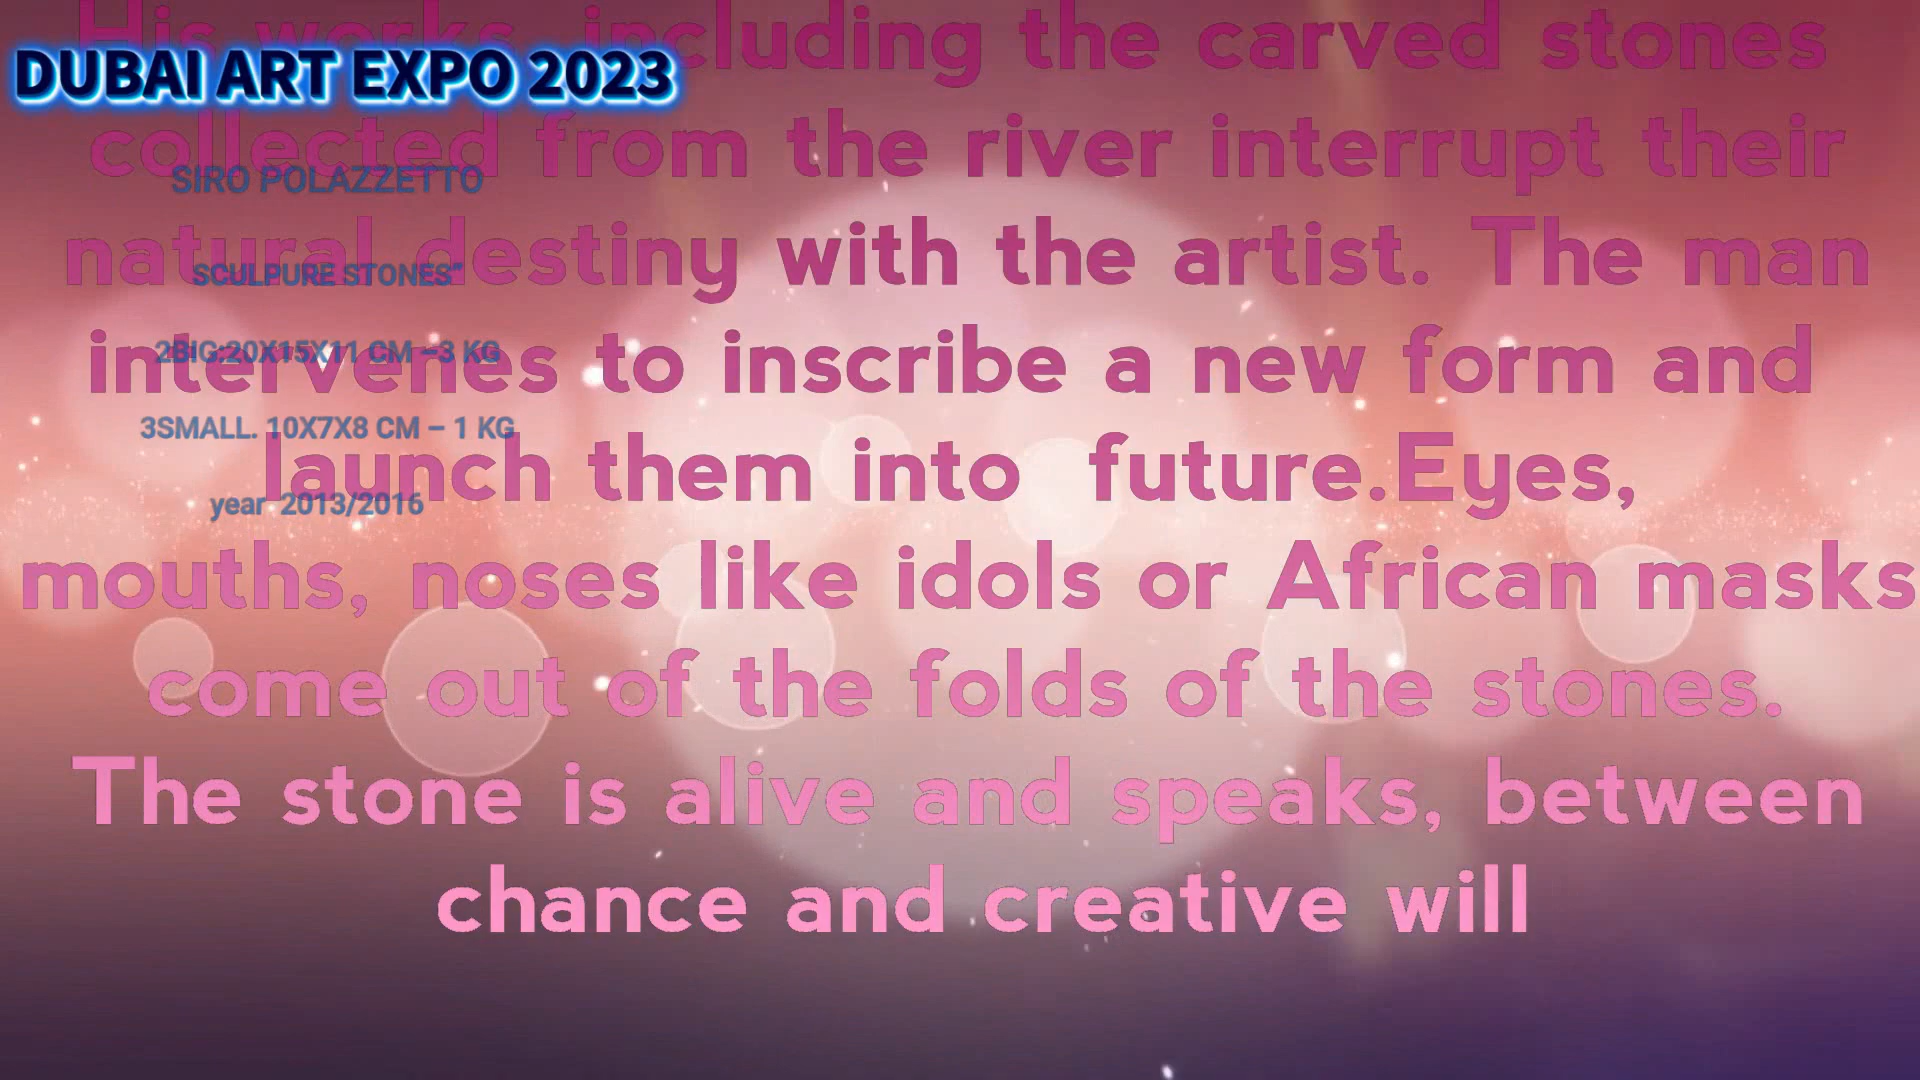 His works, including the carved stones
DUBAI ART EXPO 2023
collected from the river interrupt their
SIRO POLAZZETTO
natural destiny with the artist. The man
SCULPURE STONES"
intervenes to inscribe a new form and
2BIG:20X15X11 CM –3 KG
3SMALL. 10X7X8 CM – 1 KG
launch them into future.Eyes,
year 2013/2016
mouths, noses like idols or African masks
come out of the folds of the stones.
The stone is alive and speaks, between
chance and creative will